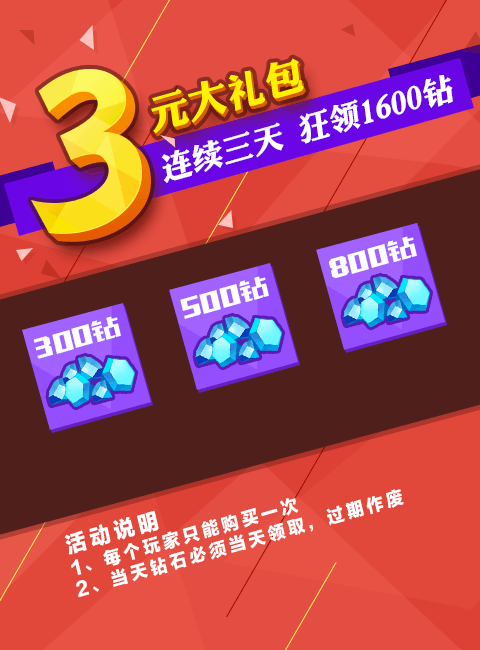 3元大礼包
连续三天 狂领1600钻
300钻
500钻
800钻
活动说明
1、每个玩家只能购买一次
2、当天钻石必须当天领取，过期作废